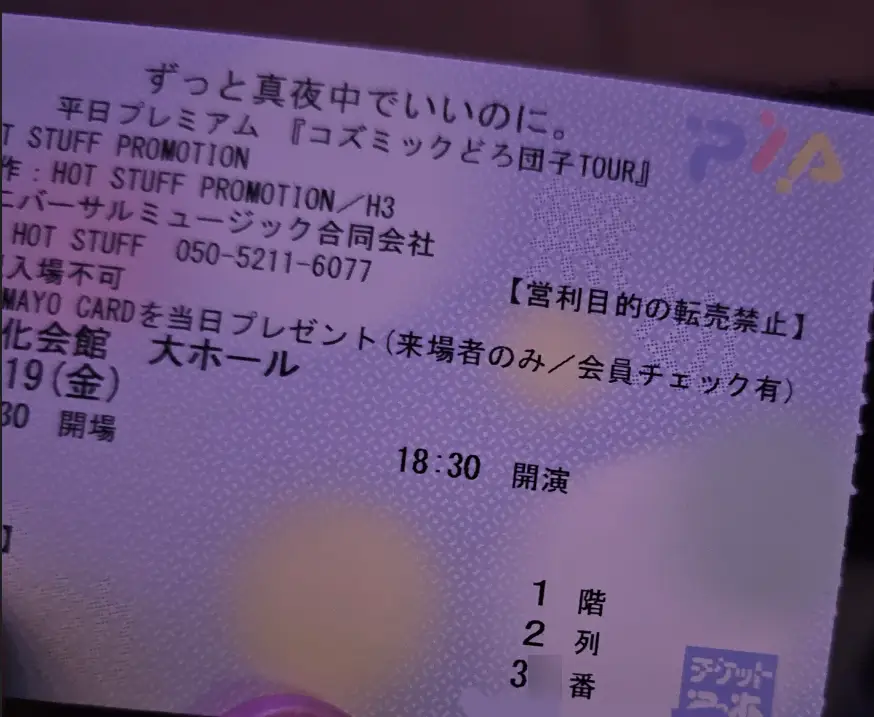 ずっと真夜中でいいのに。
平日プレミアム 『コズミックどろ団子TOUR』
PIA
T STUFF PROMOTION
作：HOT STUFF PROMOTION／H3
ニバーサルミュージック合同会社
HOT STUFF 050-5211-6077
入場不可
【営利目的の転売禁止】
MAYO CARDを当日プレゼント(来場者のみ／会員チェック有)
化会館 大ホール
19(金)
30 開場
18:30 開演
】
1 階
2 列
3 番
チケット